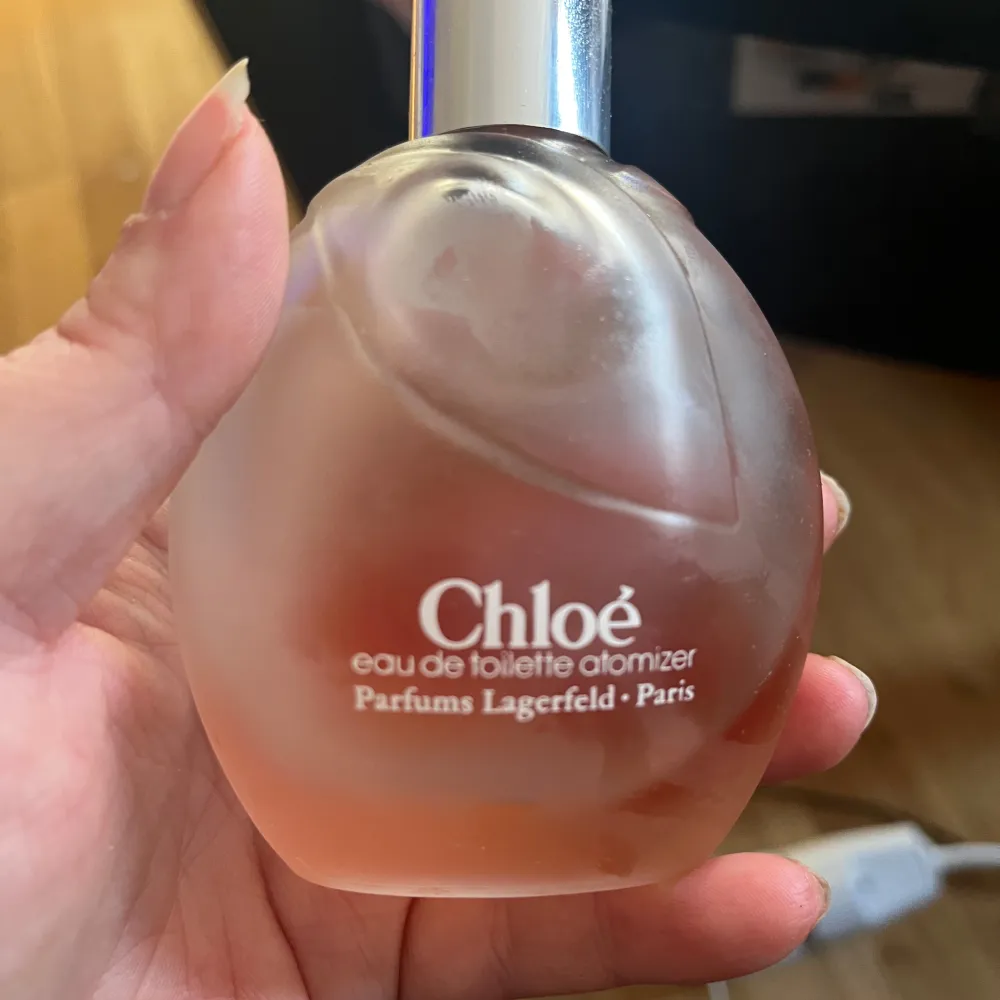 Chloé
eau de toilette atomizer
Parfums Lagerfeld · Paris